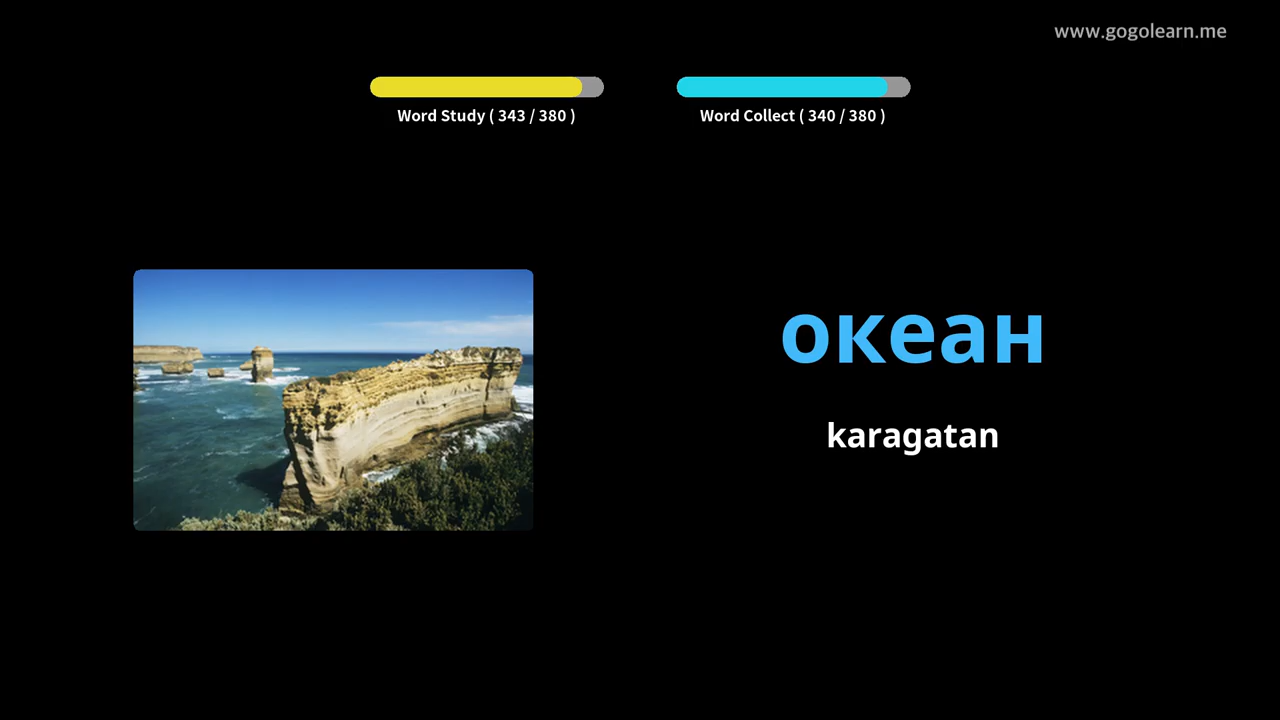 www.gogolearn.me
Word Study ( 343 / 380 )
Word Collect ( 340 / 380 )
океан
karagatan